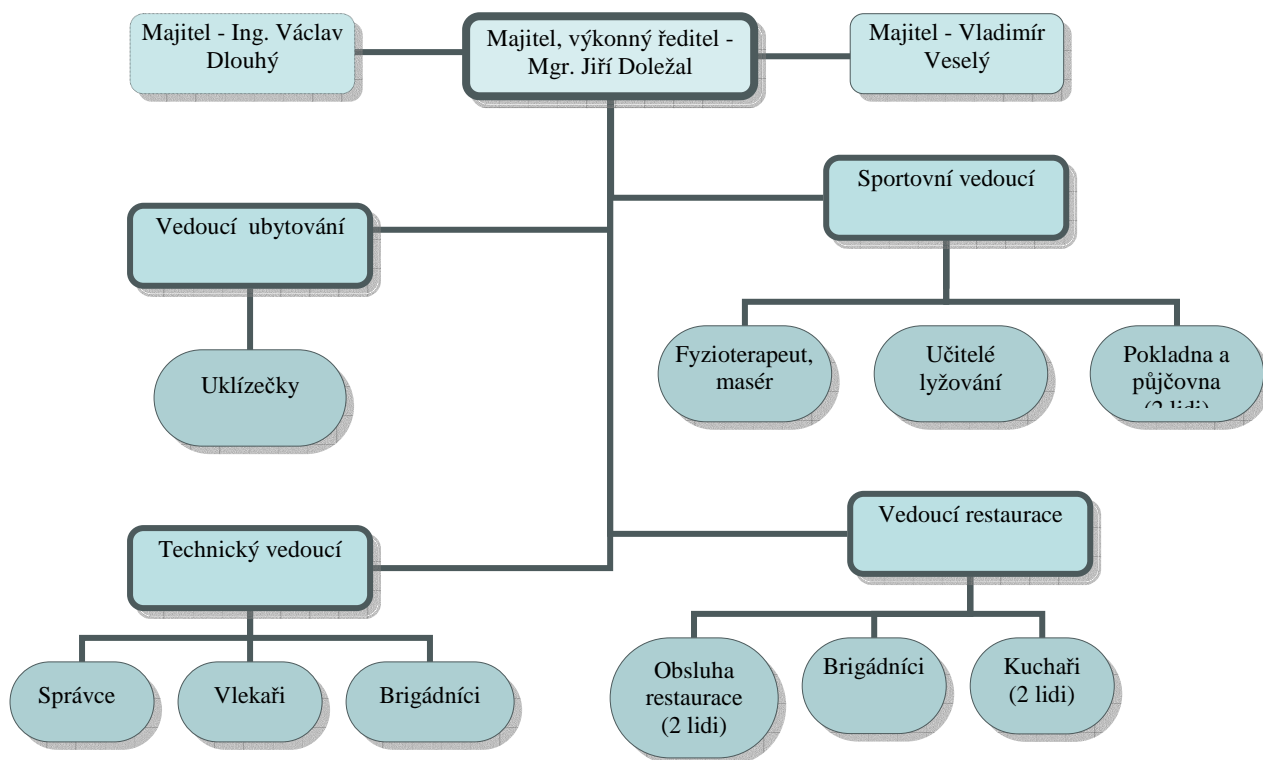 Majitel - Ing. Václav
Dlouhý
Majitel, výkonný ředitel -
Mgr. Jiří Doležal
Majitel - Vladimír
Veselý
Sportovní vedoucí
Vedoucí  ubytování
Fyzioterapeut,
masér
Učitelé
lyžování
Pokladna a
půjčovna
(2 lidi)
Uklízečky
Vedoucí restaurace
Technický vedoucí
Obsluha
restaurace
(2 lidi)
Brigádníci
Kuchaři
(2 lidi)
Správce
Vlekaři
Brigádníci